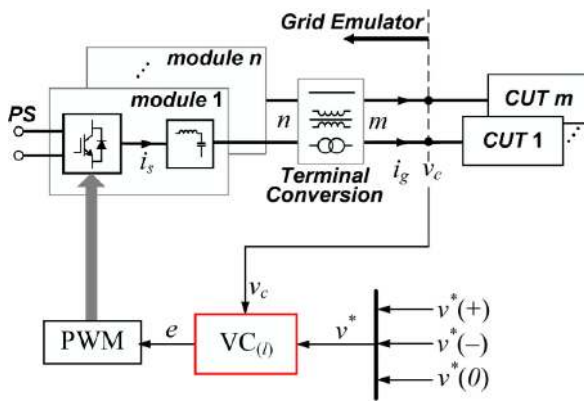 Grid Emulator
module n
module 1
PS
CUT m
CUT 1
n
m
i_s
Terminal
Conversion
i_g
v_c
v_c
PWM
e
VC_(l)
v^*
v^*(+)
v^*(−)
v^*(0)